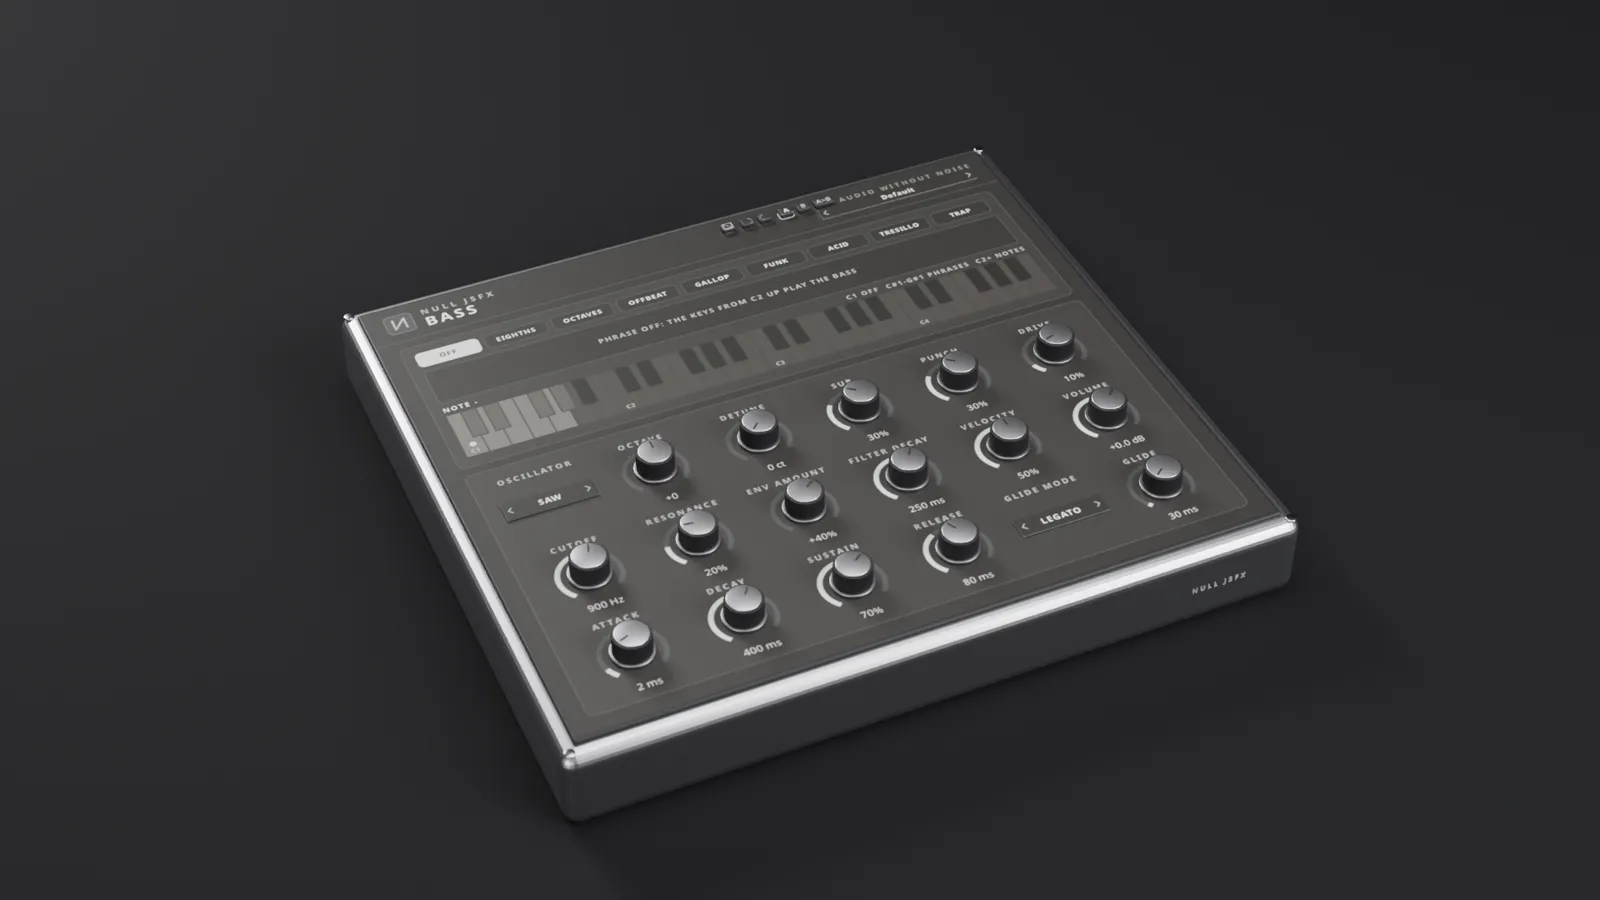 AUDIO WITHOUT NOISE
A B A>B
Default
NULL JSFX
BASS
OFF EIGHTHS OCTAVES OFFBEAT GALLOP FUNK ACID TRESILLO TRAP
PHRASE OFF: THE KEYS FROM C2 UP PLAY THE BASS
NOTE - C1 OFF C#1-G#1 PHRASES C2+ NOTES
C1 C2 C3 C4
OSCILLATOR OCTAVE DETUNE SUB PUNCH DRIVE
SAW +0 0 ct 30% 30% 10%
CUTOFF RESONANCE ENV AMOUNT FILTER DECAY VELOCITY VOLUME
900 Hz 20% +40% 250 ms 50% +0.0 dB
ATTACK DECAY SUSTAIN RELEASE GLIDE MODE GLIDE
2 ms 400 ms 70% 80 ms LEGATO 30 ms
NULL JSFX